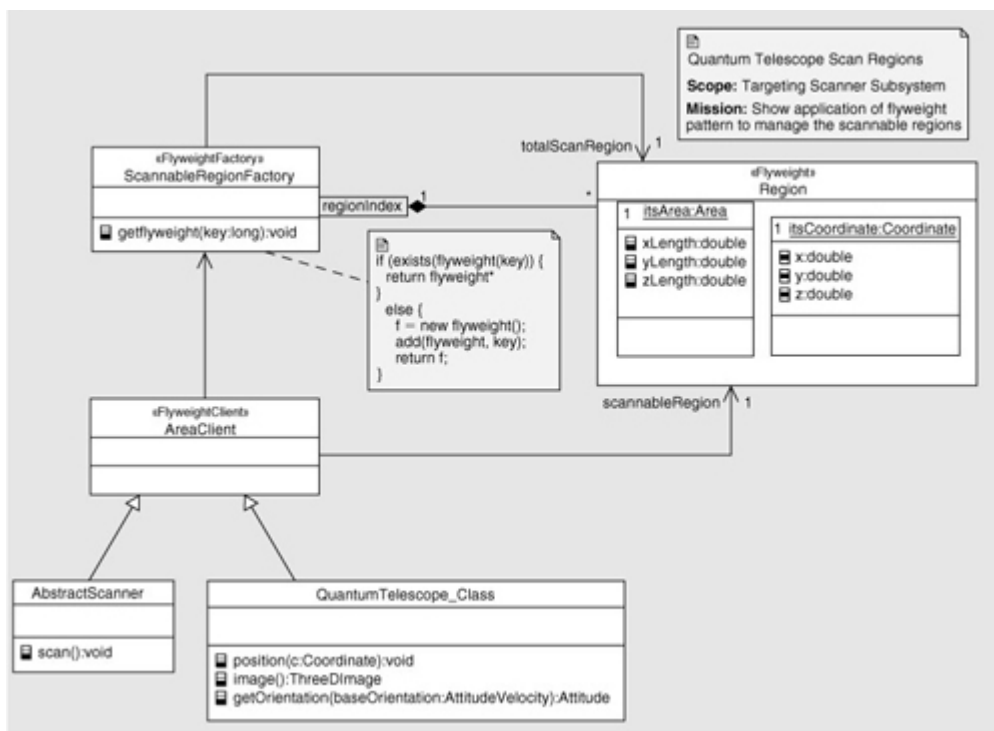 Quantum Telescope Scan Regions
Scope: Targeting Scanner Subsystem
Mission: Show application of flyweight
pattern to manage the scannable regions
totalScanRegion
1
«FlyweightFactory»
ScannableRegionFactory
getflyweight(key:long):void
regionIndex
1
*
«Flyweight»
Region
1 itsArea:Area
xLength:double
yLength:double
zLength:double
1 itsCoordinate:Coordinate
x:double
y:double
z:double
if (exists(flyweight(key)) {
return flyweight*
}
else {
f = new flyweight();
add(flyweight, key);
return f;
}
scannableRegion
1
«FlyweightClient»
AreaClient
AbstractScanner
scan():void
QuantumTelescope_Class
position(c:Coordinate):void
image():ThreeDImage
getOrientation(baseOrientation:AttitudeVelocity):Attitude